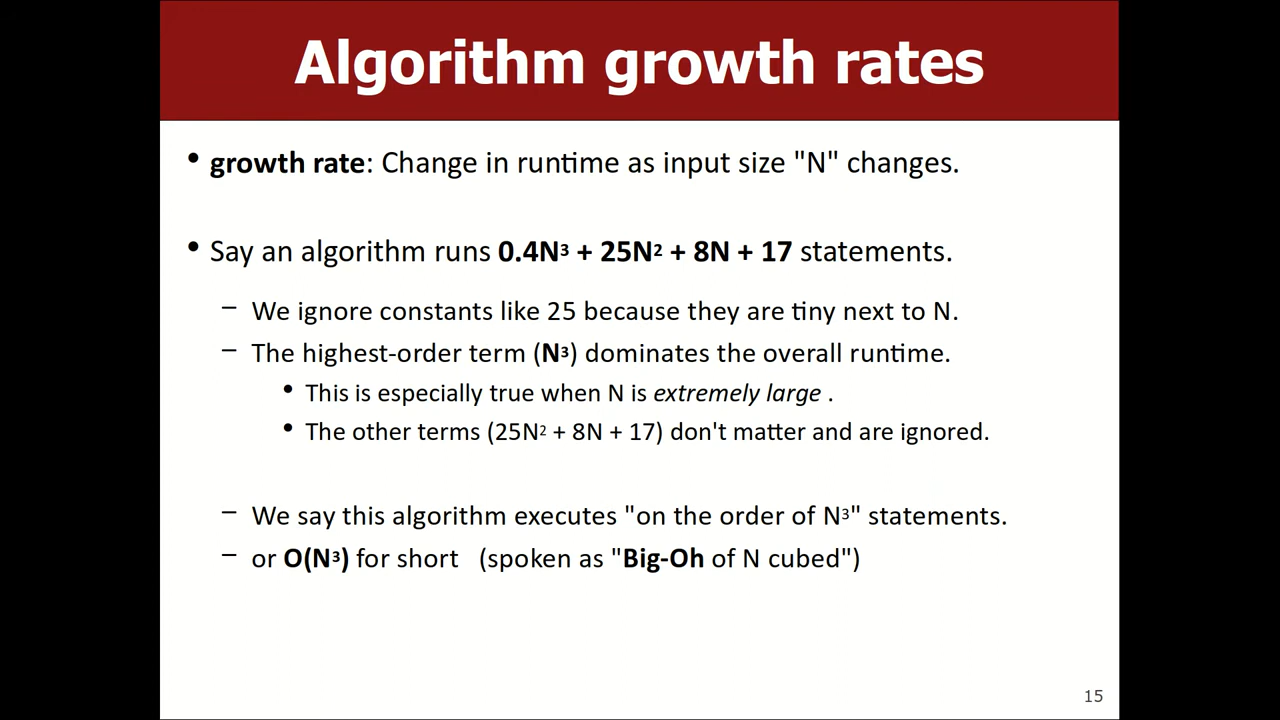 Algorithm growth rates
• growth rate: Change in runtime as input size "N" changes.
• Say an algorithm runs 0.4N³ + 25N² + 8N + 17 statements.
– We ignore constants like 25 because they are tiny next to N.
– The highest-order term (N³) dominates the overall runtime.
• This is especially true when N is extremely large .
• The other terms (25N² + 8N + 17) don't matter and are ignored.
– We say this algorithm executes "on the order of N³" statements.
– or O(N³) for short (spoken as "Big-Oh of N cubed")
15